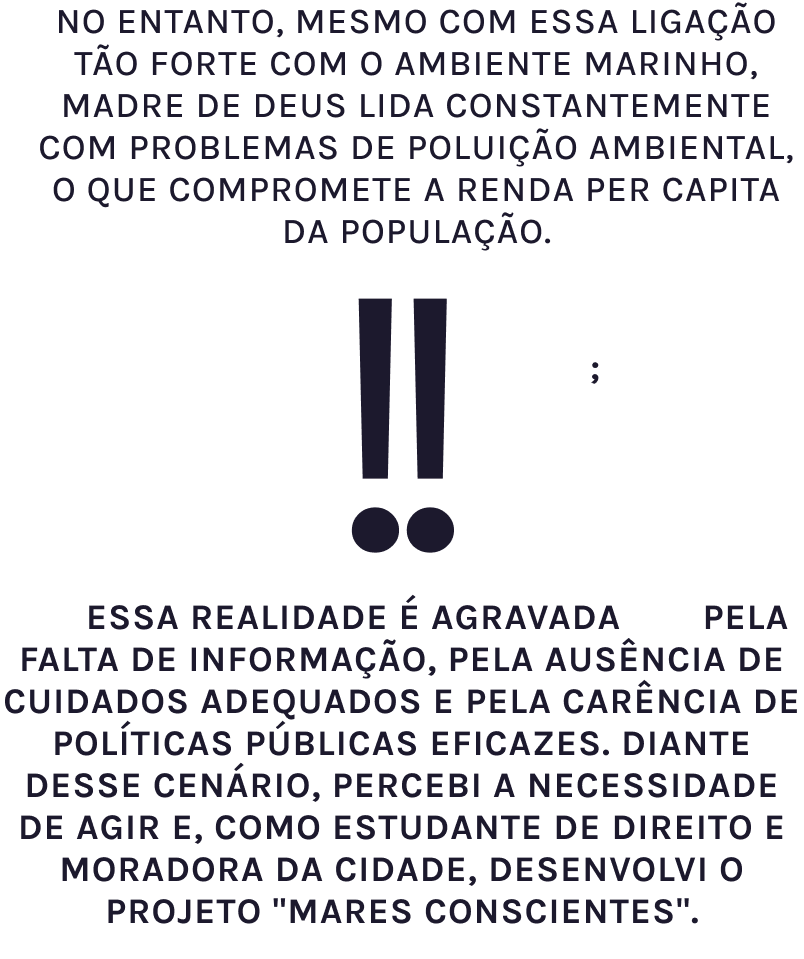 NO ENTANTO, MESMO COM ESSA LIGAÇÃO
TÃO FORTE COM O AMBIENTE MARINHO,
MADRE DE DEUS LIDA CONSTANTEMENTE
COM PROBLEMAS DE POLUIÇÃO AMBIENTAL,
O QUE COMPROMETE A RENDA PER CAPITA
DA POPULAÇÃO.
!!
;
ESSA REALIDADE É AGRAVADA PELA
FALTA DE INFORMAÇÃO, PELA AUSÊNCIA DE
CUIDADOS ADEQUADOS E PELA CARÊNCIA DE
POLÍTICAS PÚBLICAS EFICAZES. DIANTE
DESSE CENÁRIO, PERCEBI A NECESSIDADE
DE AGIR E, COMO ESTUDANTE DE DIREITO E
MORADORA DA CIDADE, DESENVOLVI O
PROJETO "MARES CONSCIENTES".